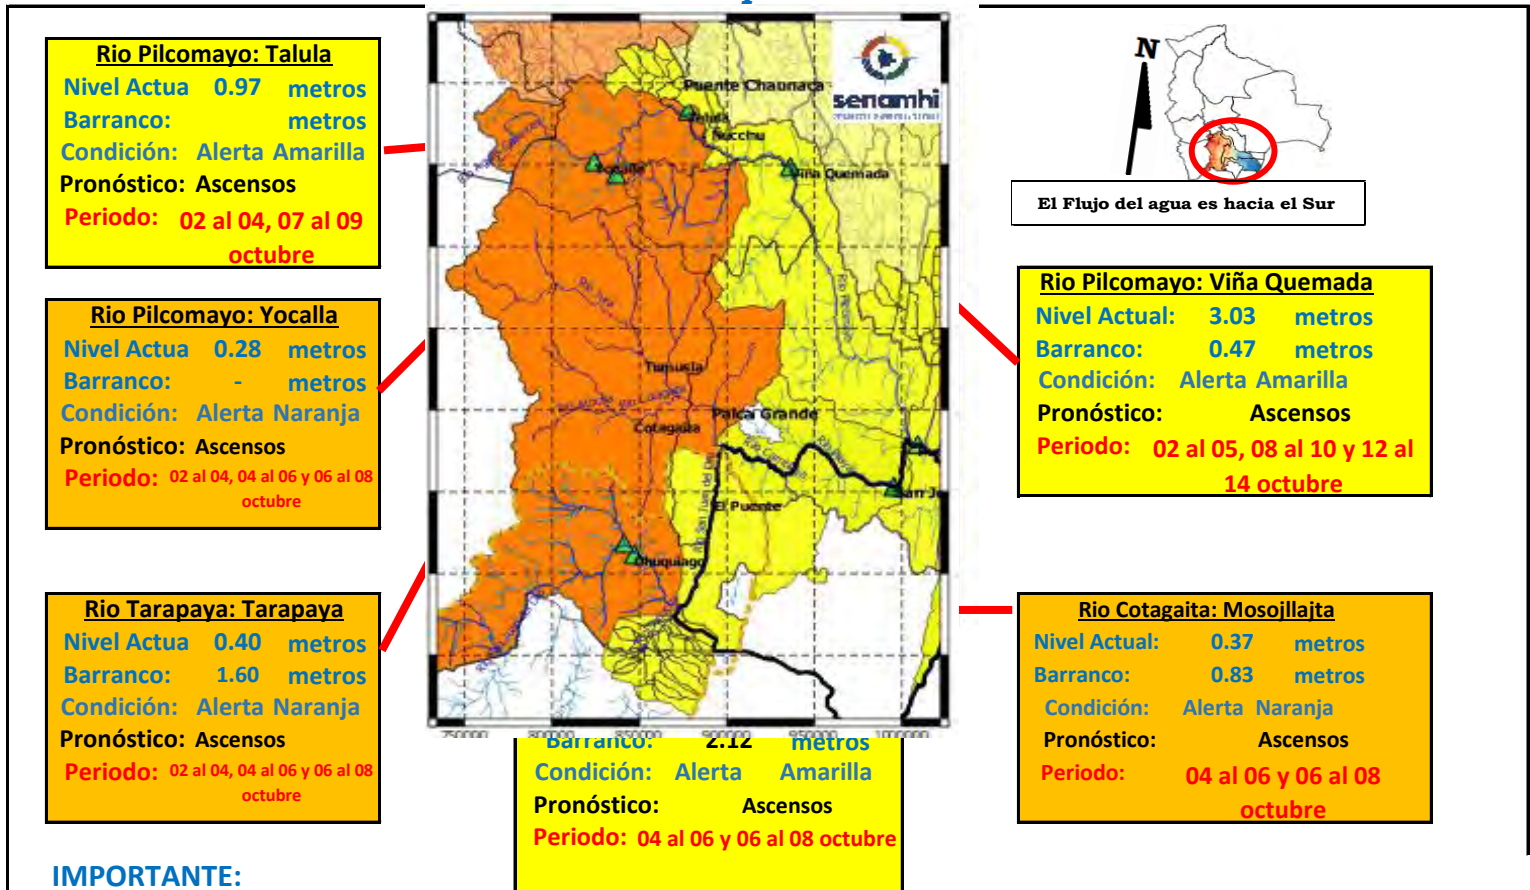 Rio Pilcomayo: Talula
Nivel Actua 0.97 metros
Barranco: metros
Condición: Alerta Amarilla
Pronóstico: Ascensos
Periodo: 02 al 04, 07 al 09
octubre
Rio Pilcomayo: Yocalla
Nivel Actua 0.28 metros
Barranco: - metros
Condición: Alerta Naranja
Pronóstico: Ascensos
Periodo: 02 al 04, 04 al 06 y 06 al 08
octubre
Rio Tarapaya: Tarapaya
Nivel Actua 0.40 metros
Barranco: 1.60 metros
Condición: Alerta Naranja
Pronóstico: Ascensos
Periodo: 02 al 04, 04 al 06 y 06 al 08
octubre
senamhi
Puente Chaunaca
Talula
Nucchu
Viña Quemada
Tumusla
Palca Grande
Cotagaita
El Puente
Chuquiago
Barranco: 2.12 metros
Condición: Alerta Amarilla
Pronóstico: Ascensos
Periodo: 04 al 06 y 06 al 08 octubre
N
El Flujo del agua es hacia el Sur
Rio Pilcomayo: Viña Quemada
Nivel Actual: 3.03 metros
Barranco: 0.47 metros
Condición: Alerta Amarilla
Pronóstico: Ascensos
Periodo: 02 al 05, 08 al 10 y 12 al
14 octubre
Rio Cotagaita: Mosojllajta
Nivel Actual: 0.37 metros
Barranco: 0.83 metros
Condición: Alerta Naranja
Pronóstico: Ascensos
Periodo: 04 al 06 y 06 al 08
octubre
IMPORTANTE: